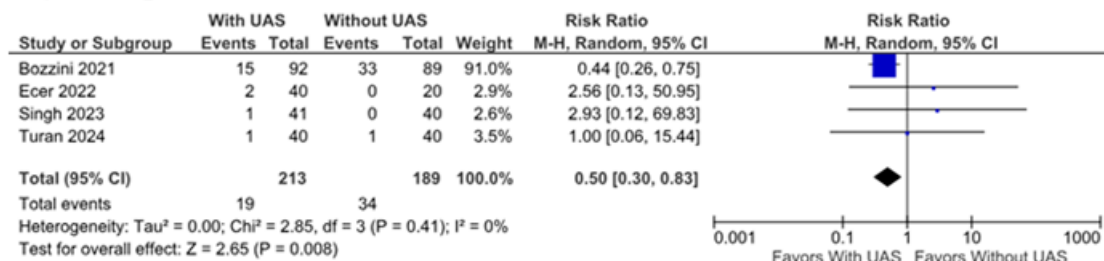 With UAS Without UAS Risk Ratio Risk Ratio
Study or Subgroup Events Total Events Total Weight M-H, Random, 95% CI M-H, Random, 95% CI
Bozzini 2021 15 92 33 89 91.0% 0.44 [0.26, 0.75]
Ecer 2022 2 40 0 20 2.9% 2.56 [0.13, 50.95]
Singh 2023 1 41 0 40 2.6% 2.93 [0.12, 69.83]
Turan 2024 1 40 1 40 3.5% 1.00 [0.06, 15.44]
Total (95% CI) 213 189 100.0% 0.50 [0.30, 0.83]
Total events 19 34
Heterogeneity: Tau² = 0.00; Chi² = 2.85, df = 3 (P = 0.41); I² = 0%
Test for overall effect: Z = 2.65 (P = 0.008)
0.001 0.1 1 10 1000
Favors With UAS Favors Without UAS